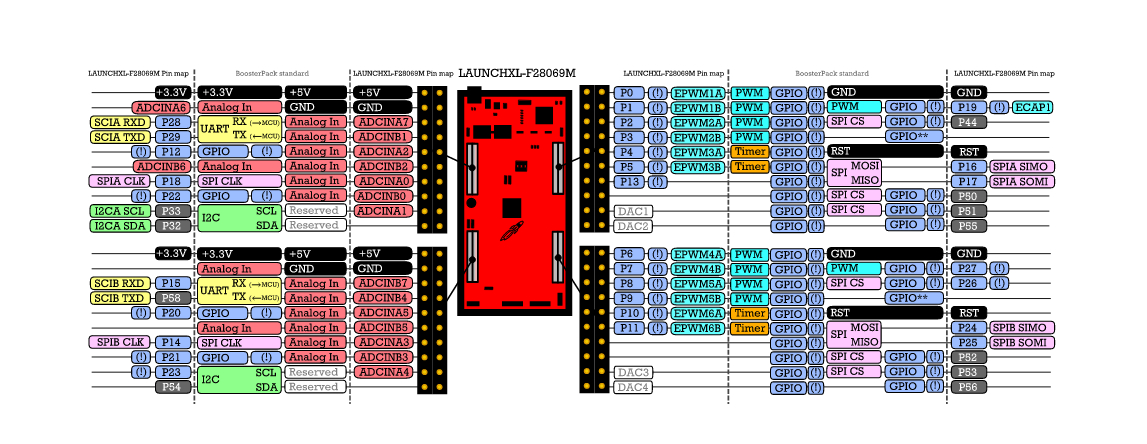 LAUNCHXL-F28069M Pin map BoosterPack standard LAUNCHXL-F28069M Pin map LAUNCHXL-F28069M LAUNCHXL-F28069M Pin map BoosterPack standard LAUNCHXL-F28069M Pin map
+3.3V +3.3V +5V +5V P0 (!) EPWM1A PWM GPIO (!) GND GND
ADCINA6 Analog In GND GND P1 (!) EPWM1B PWM GPIO (!) PWM GPIO (!) P19 (!) ECAP1
SCIA RXD P28 UART RX (→MCU) Analog In ADCINA7 P2 (!) EPWM2A PWM GPIO (!) SPI CS GPIO (!) P44
SCIA TXD P29 TX (←MCU) Analog In ADCINB1 P3 (!) EPWM2B PWM GPIO (!) GPIO**
(!) P12 GPIO (!) Analog In ADCINA2 P4 (!) EPWM3A Timer GPIO (!) RST RST
ADCINB6 Analog In Analog In ADCINB2 P5 (!) EPWM3B Timer GPIO (!) SPI MOSI P16 SPIA SIMO
SPIA CLK P18 SPI CLK Analog In ADCINA0 P13 (!) GPIO (!) MISO P17 SPIA SOMI
(!) P22 GPIO (!) Analog In ADCINB0 GPIO (!) SPI CS GPIO (!) P50
I2CA SCL P33 I2C SCL Reserved ADCINA1 DAC1 GPIO (!) SPI CS GPIO (!) P51
I2CA SDA P32 SDA Reserved DAC2 GPIO (!) GPIO (!) P55
+3.3V +3.3V +5V +5V P6 (!) EPWM4A PWM GPIO (!) GND GND
Analog In GND GND P7 (!) EPWM4B PWM GPIO (!) PWM GPIO (!) P27 (!)
SCIB RXD P15 UART RX (→MCU) Analog In ADCINB7 P8 (!) EPWM5A PWM GPIO (!) SPI CS GPIO (!) P26 (!)
SCIB TXD P58 TX (←MCU) Analog In ADCINB4 P9 (!) EPWM5B PWM GPIO (!) GPIO**
(!) P20 GPIO (!) Analog In ADCINA5 P10 (!) EPWM6A Timer GPIO (!) RST RST
Analog In Analog In ADCINB5 P11 (!) EPWM6B Timer GPIO (!) SPI MOSI P24 SPIB SIMO
SPIB CLK P14 SPI CLK Analog In ADCINA3 GPIO (!) MISO P25 SPIB SOMI
(!) P21 GPIO (!) Analog In ADCINB3 GPIO (!) SPI CS GPIO (!) P52
(!) P23 I2C SCL Reserved ADCINA4 DAC3 GPIO (!) SPI CS GPIO (!) P53
P54 SDA Reserved DAC4 GPIO (!) GPIO (!) P56